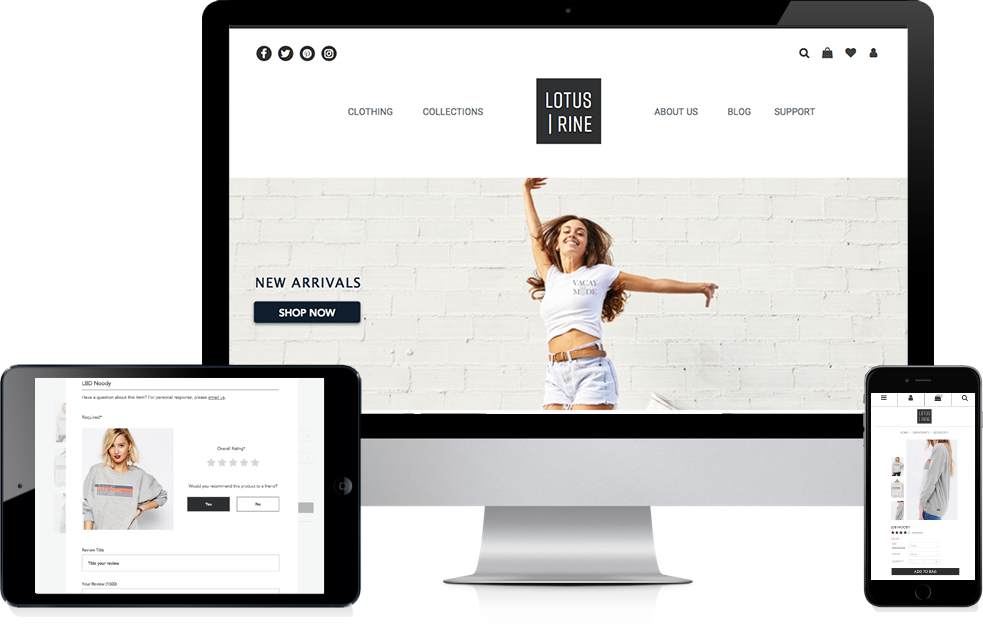 CLOTHING
COLLECTIONS
LOTUS
| RINE
ABOUT US
BLOG
SUPPORT
VACAY
MODE
NEW ARRIVALS
SHOP NOW
LBD Noody
Have a question about this item? For personal response, please email us.
Required*
Overall Rating*
Would you recommend this product to a friend?
Yes
No
Review Title
Title your review
Your Review (1000)
LOTUS
| RINE
LBD NOODY
ADD TO BAG